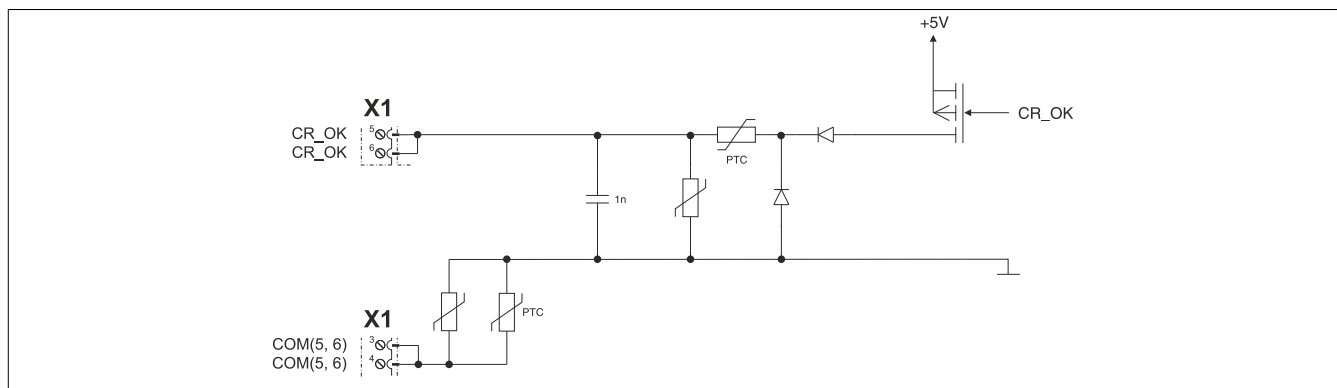 +5V
X1
CR_OK
5
CR_OK
CR_OK
6
PTC
1n
PTC
X1
COM(5, 6)
3
COM(5, 6)
4